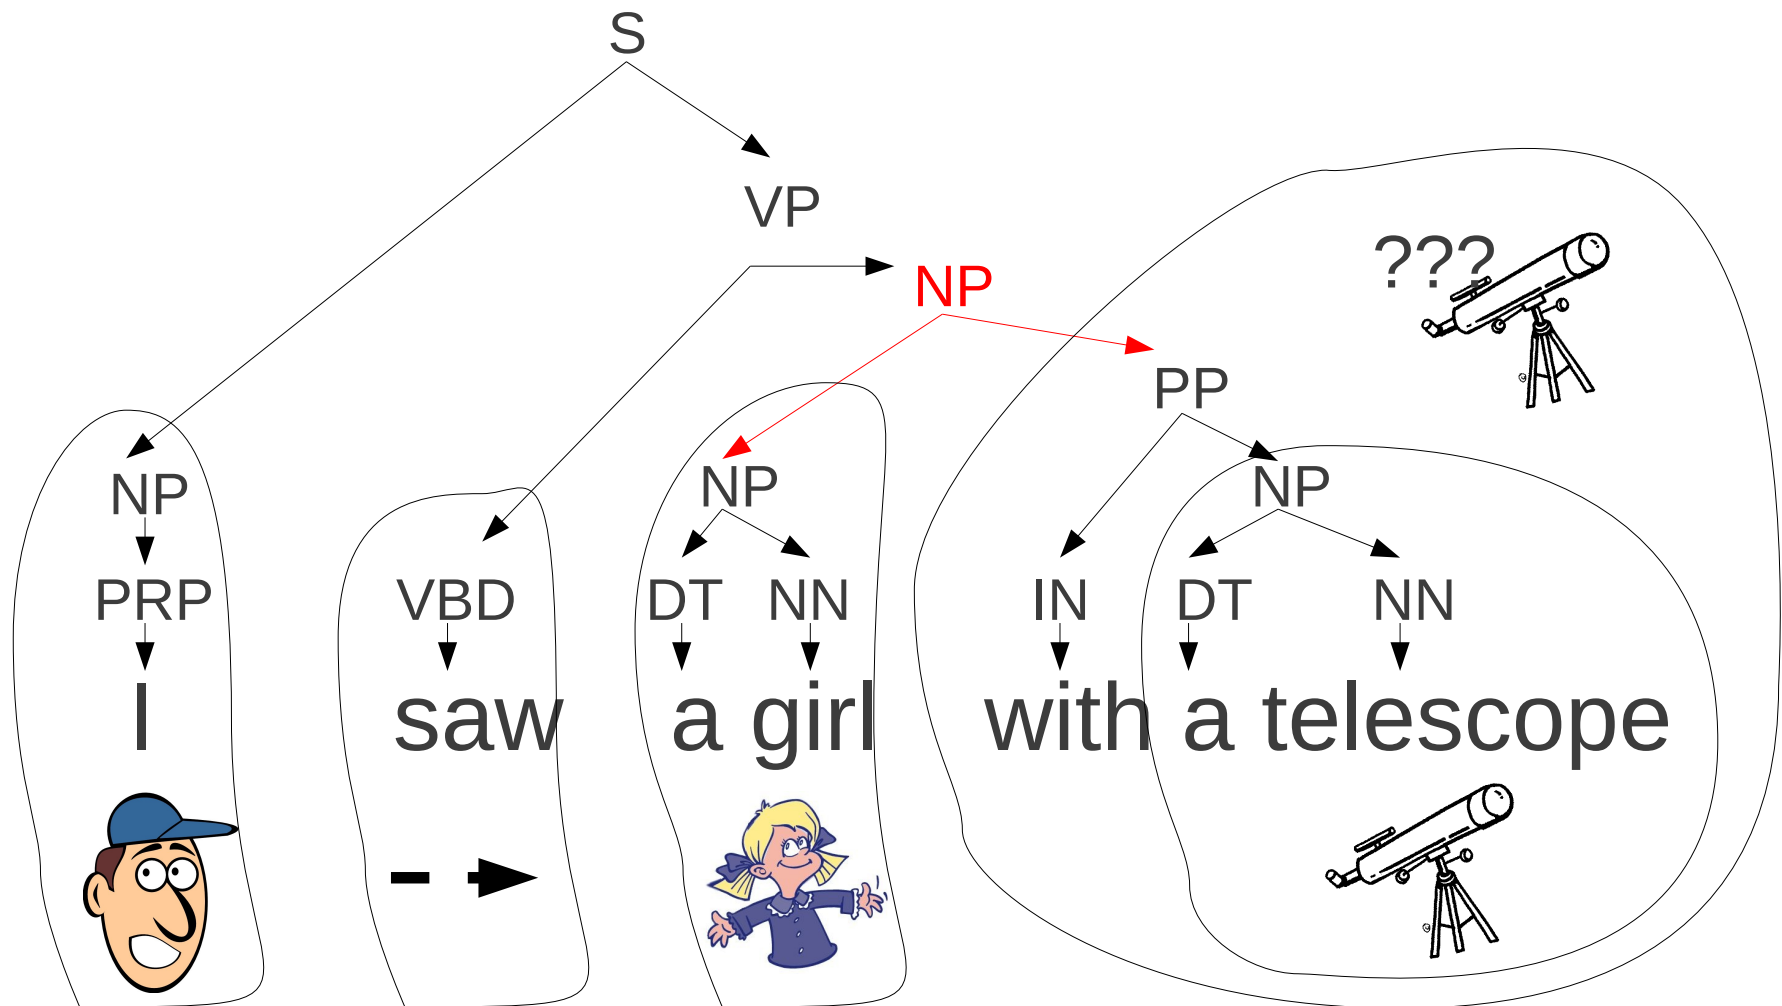 S
VP
???
NP
PP
NP NP NP
PRP VBD DT NN IN DT NN
I saw a girl with a telescope